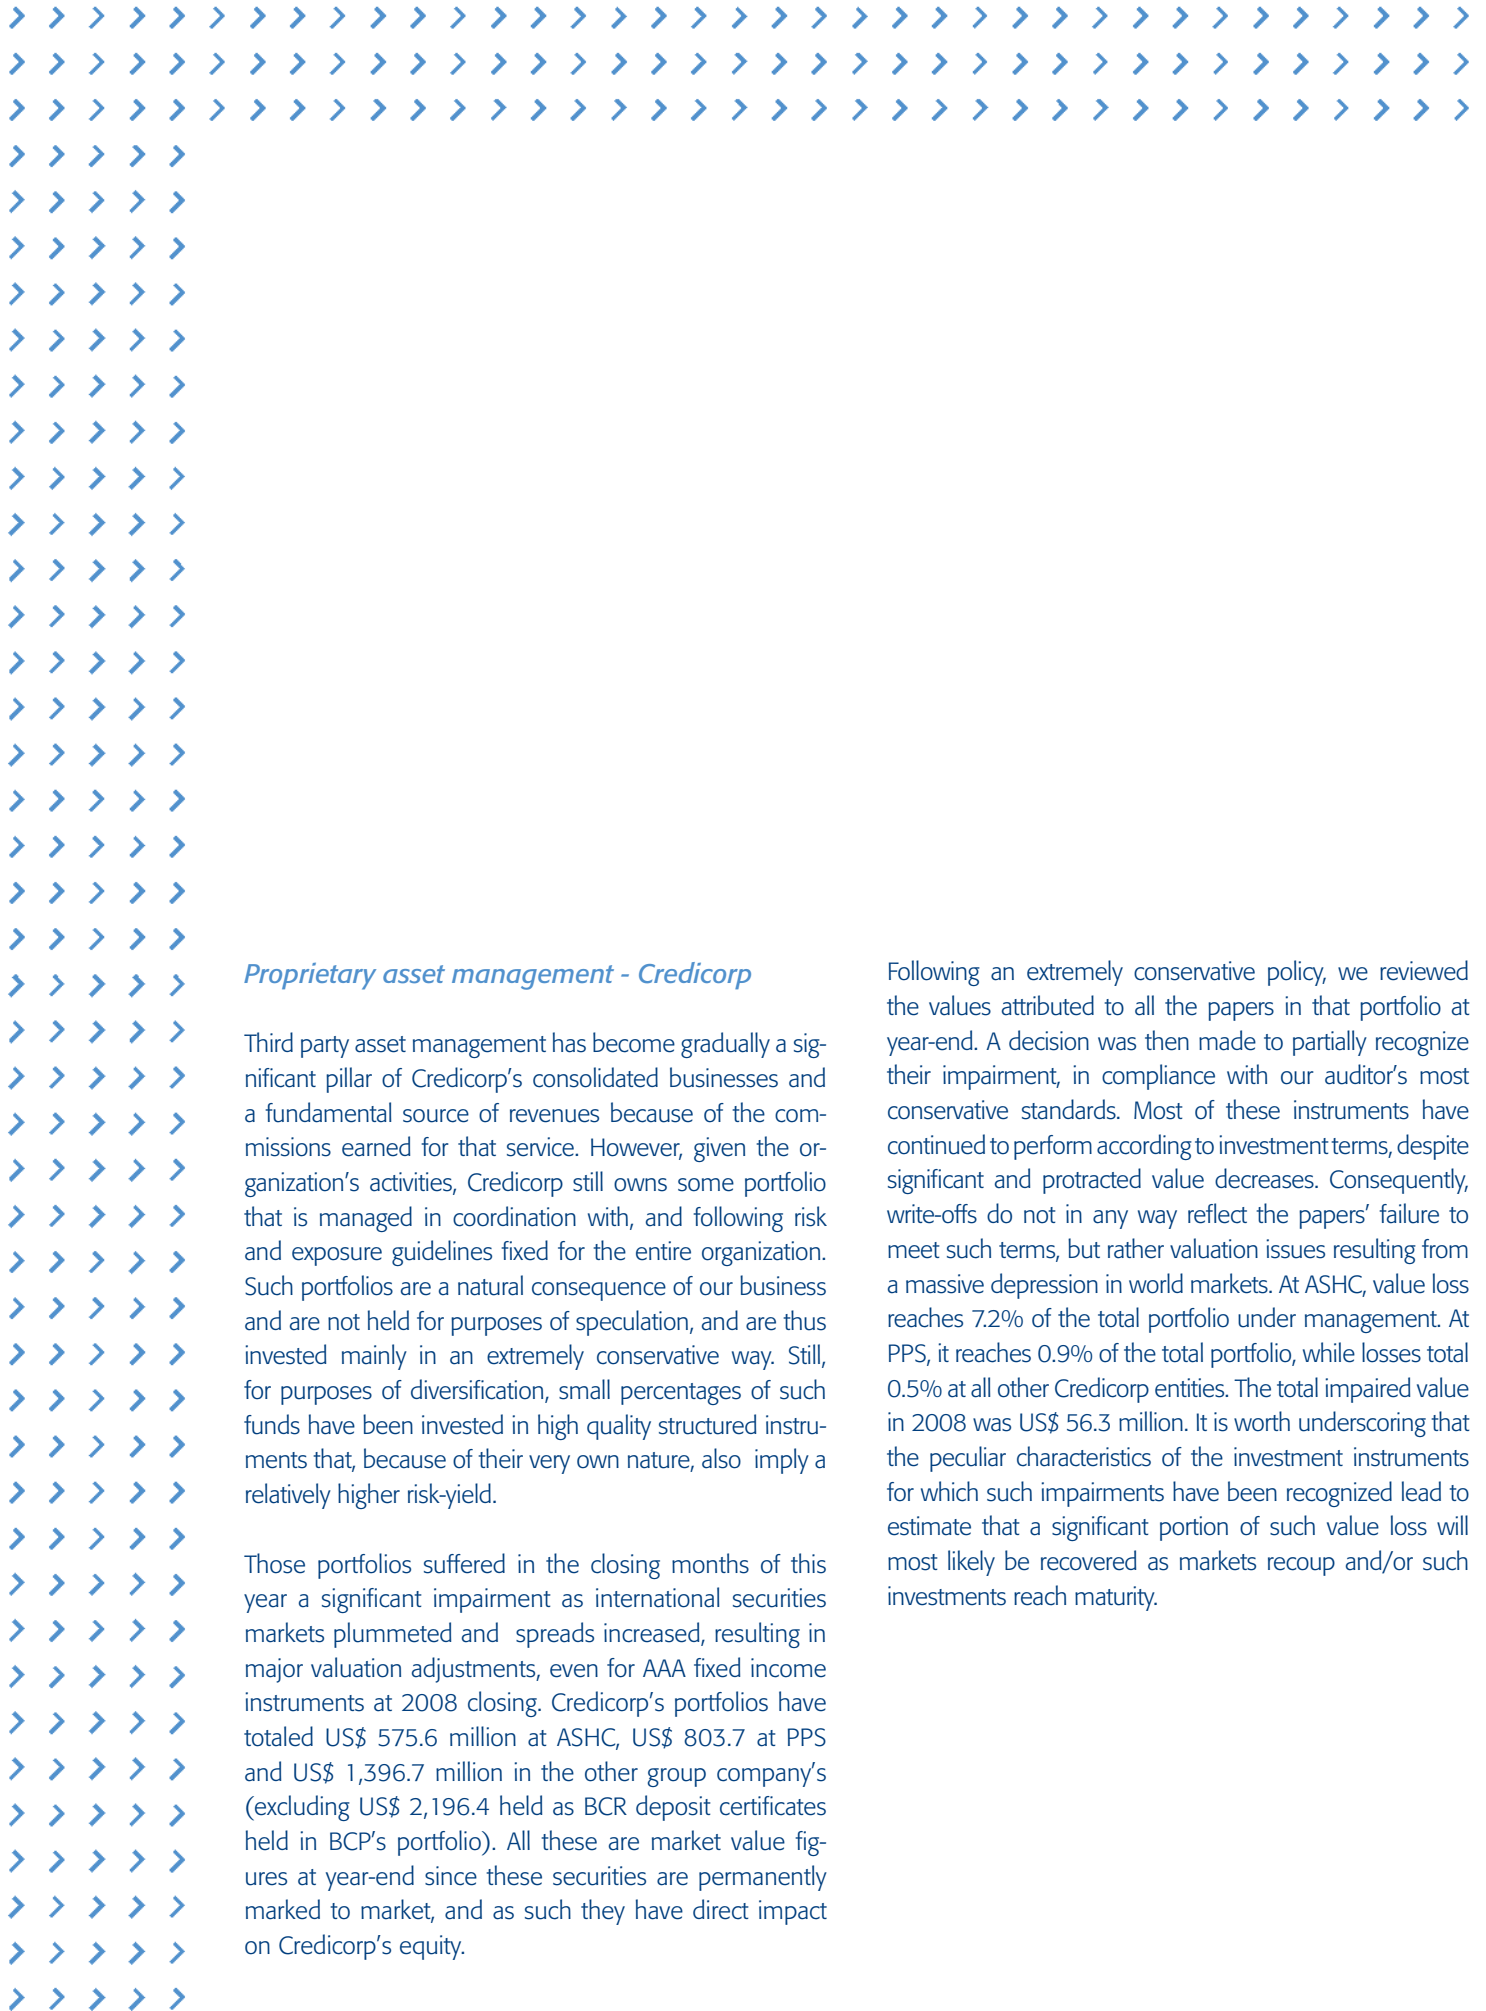 Proprietary asset management - Credicorp
Third party asset management has become gradually a sig-
nificant pillar of Credicorp's consolidated businesses and
a fundamental source of revenues because of the com-
missions earned for that service. However, given the or-
ganization's activities, Credicorp still owns some portfolio
that is managed in coordination with, and following risk
and exposure guidelines fixed for the entire organization.
Such portfolios are a natural consequence of our business
and are not held for purposes of speculation, and are thus
invested mainly in an extremely conservative way. Still,
for purposes of diversification, small percentages of such
funds have been invested in high quality structured instru-
ments that, because of their very own nature, also imply a
relatively higher risk-yield.
Those portfolios suffered in the closing months of this
year a significant impairment as international securities
markets plummeted and spreads increased, resulting in
major valuation adjustments, even for AAA fixed income
instruments at 2008 closing. Credicorp's portfolios have
totaled US$ 575.6 million at ASHC, US$ 803.7 at PPS
and US$ 1,396.7 million in the other group company's
(excluding US$ 2,196.4 held as BCR deposit certificates
held in BCP's portfolio). All these are market value fig-
ures at year-end since these securities are permanently
marked to market, and as such they have direct impact
on Credicorp's equity.
Following an extremely conservative policy, we reviewed
the values attributed to all the papers in that portfolio at
year-end. A decision was then made to partially recognize
their impairment, in compliance with our auditor's most
conservative standards. Most of these instruments have
continued to perform according to investment terms, despite
significant and protracted value decreases. Consequently,
write-offs do not in any way reflect the papers' failure to
meet such terms, but rather valuation issues resulting from
a massive depression in world markets. At ASHC, value loss
reaches 7.2% of the total portfolio under management. At
PPS, it reaches 0.9% of the total portfolio, while losses total
0.5% at all other Credicorp entities. The total impaired value
in 2008 was US$ 56.3 million. It is worth underscoring that
the peculiar characteristics of the investment instruments
for which such impairments have been recognized lead to
estimate that a significant portion of such value loss will
most likely be recovered as markets recoup and/or such
investments reach maturity.